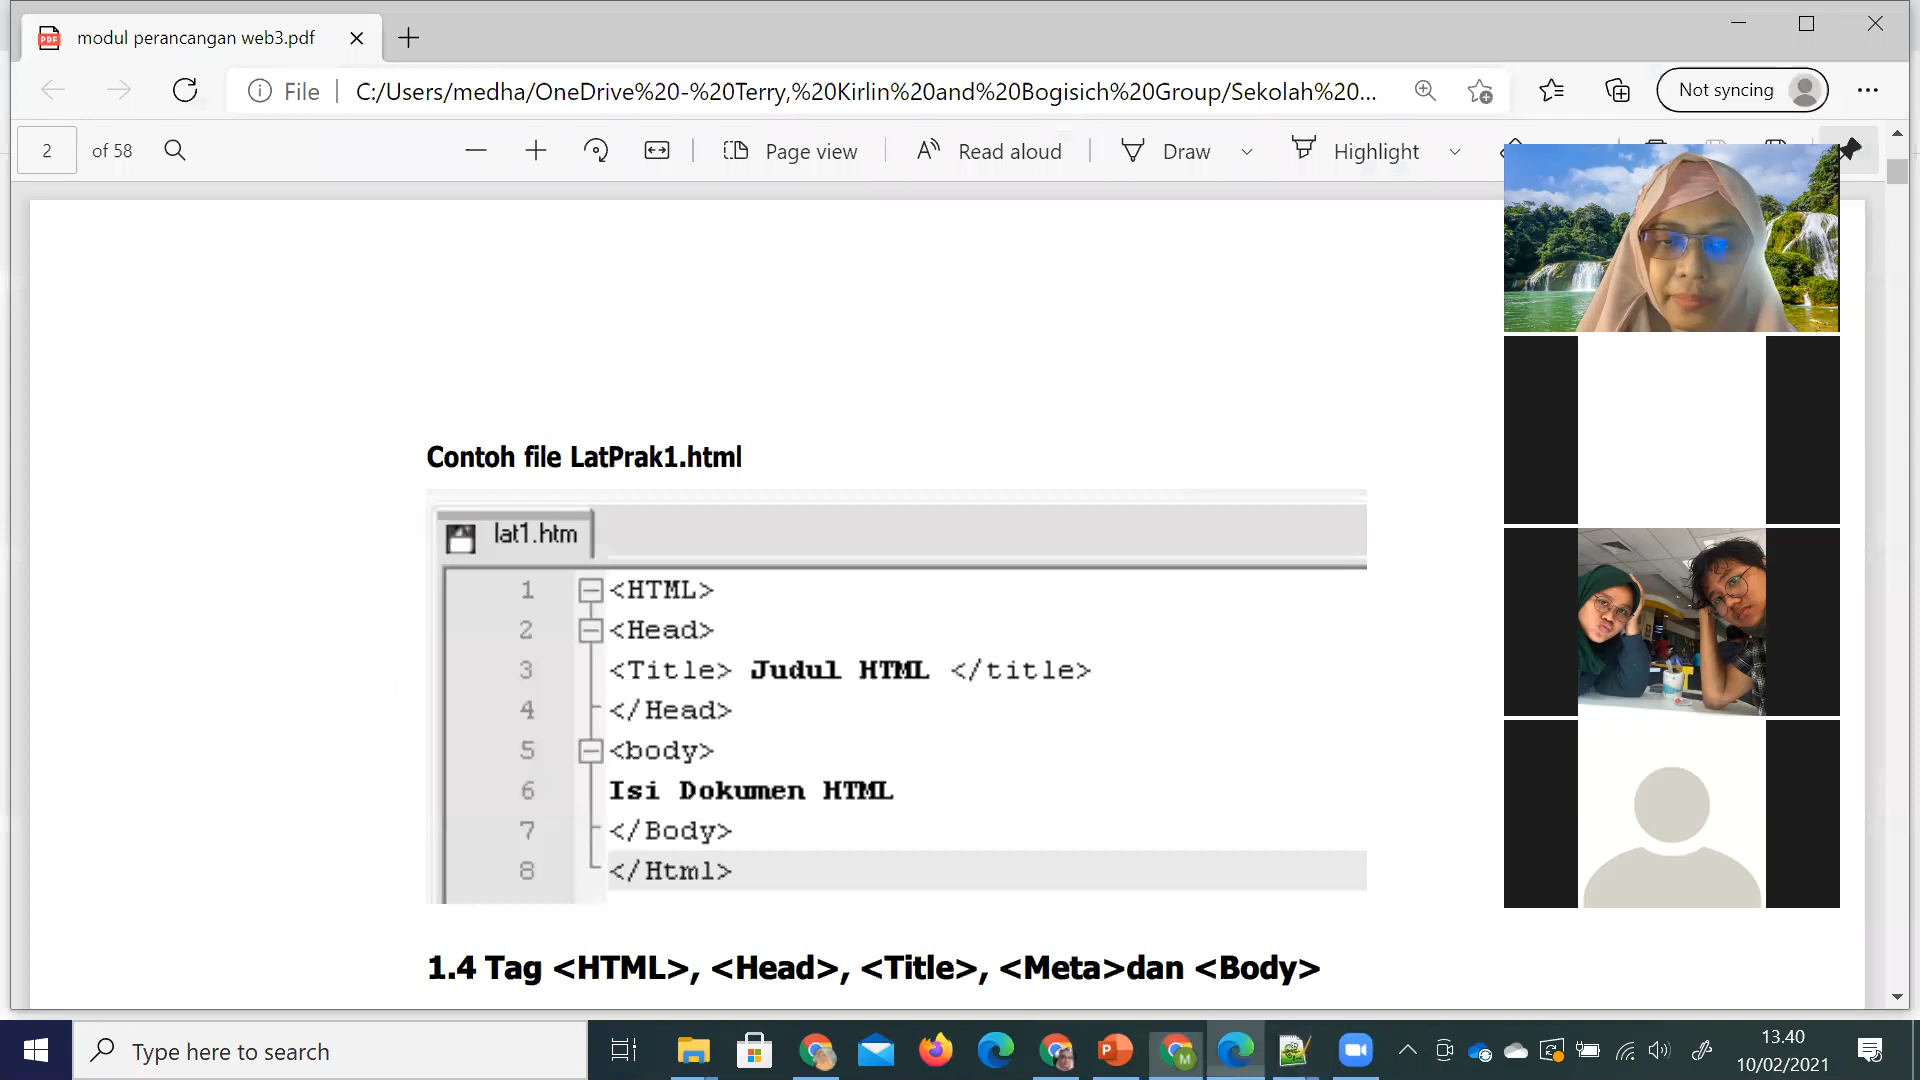 modul perancangan web3.pdf
File C:/Users/medha/OneDrive%20-%20Terry,%20Kirlin%20and%20Bogisich%20Group/Sekolah%20... Not syncing
2 of 58 Page view Read aloud Draw Highlight
Contoh file LatPrak1.html
lat1.htm
1 <HTML>
2 <Head>
3 <Title> Judul HTML </title>
4 </Head>
5 <body>
6 Isi Dokumen HTML
7 </Body>
8 </Html>
1.4 Tag <HTML>, <Head>, <Title>, <Meta>dan <Body>
Type here to search
13.40
10/02/2021